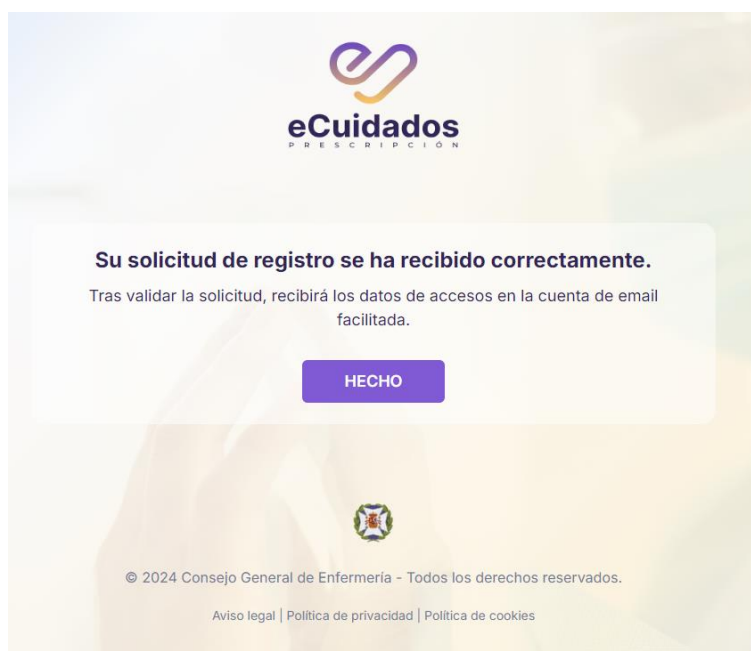 eCuidados
PRESCRIPCIÓN
Su solicitud de registro se ha recibido correctamente.
Tras validar la solicitud, recibirá los datos de accesos en la cuenta de email
facilitada.
HECHO
© 2024 Consejo General de Enfermería - Todos los derechos reservados.
Aviso legal | Política de privacidad | Política de cookies